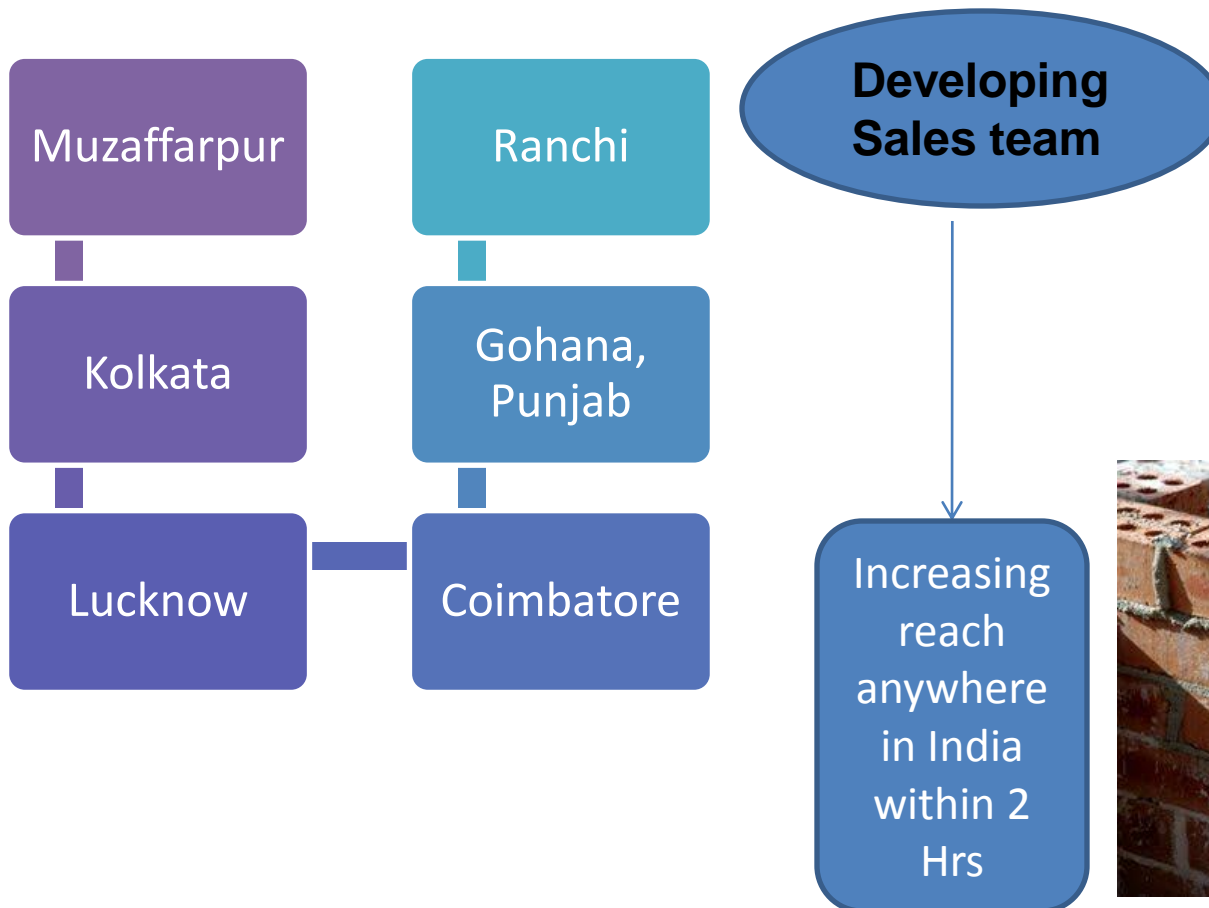 Muzaffarpur
Kolkata
Lucknow
Coimbatore
Gohana,
Punjab
Ranchi
Developing
Sales team
Increasing
reach
anywhere
in India
within 2
Hrs